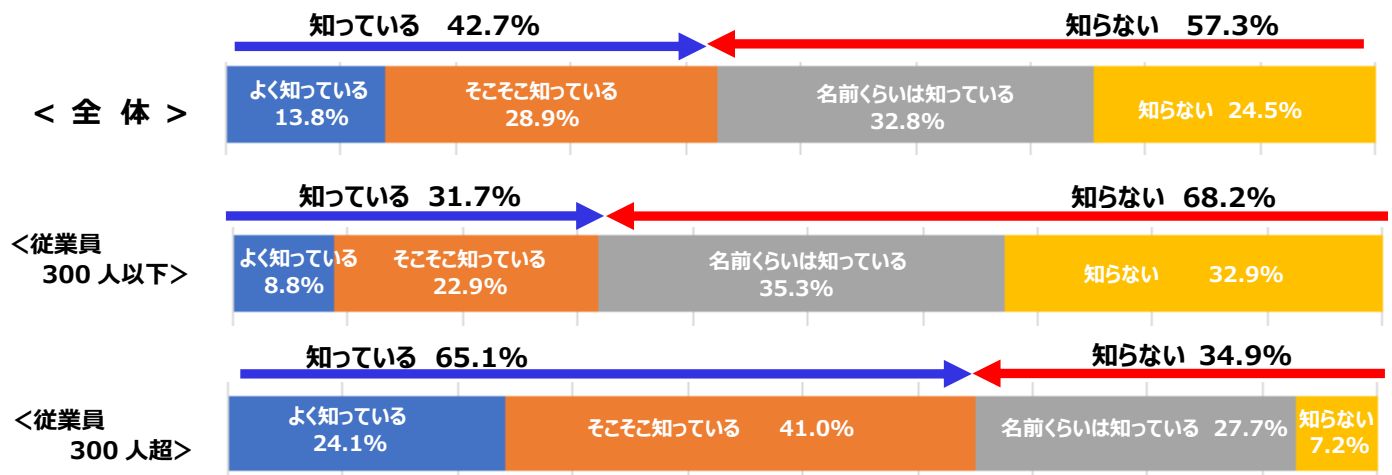 知っている 42.7%
知らない 57.3%
＜ 全 体 ＞
よく知っている
13.8%
そこそこ知っている
28.9%
名前くらいは知っている
32.8%
知らない 24.5%
知っている 31.7%
知らない 68.2%
＜従業員
300 人以下＞
よく知っている
8.8%
そこそこ知っている
22.9%
名前くらいは知っている
35.3%
知らない 32.9%
知っている 65.1%
知らない 34.9%
＜従業員
300 人超＞
よく知っている
24.1%
そこそこ知っている 41.0%
名前くらいは知っている 27.7%
知らない
7.2%